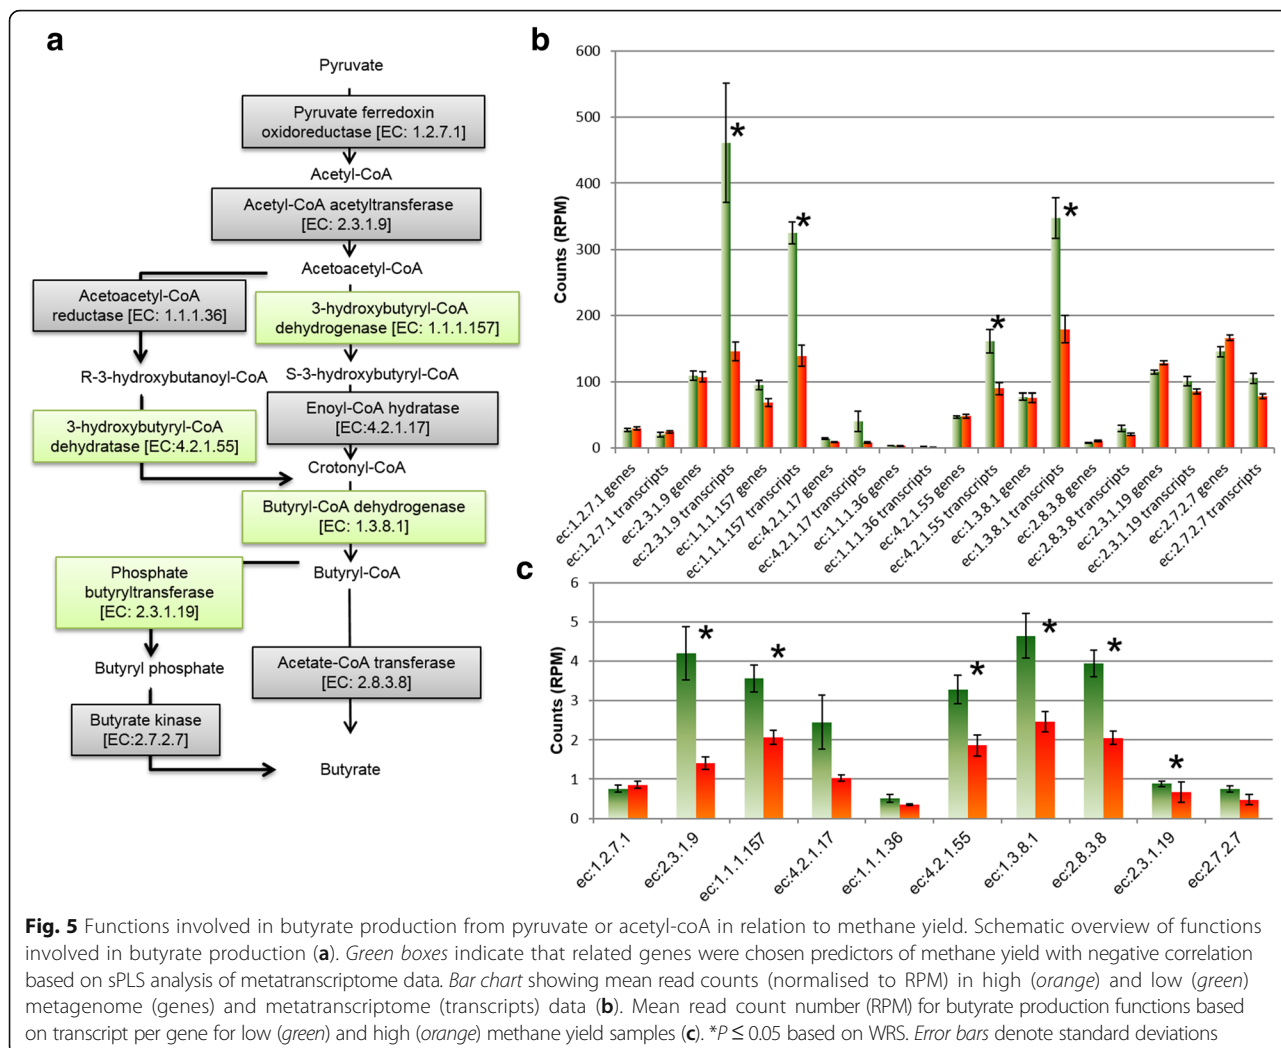 a
Pyruvate
Pyruvate ferredoxin
oxidoreductase [EC: 1.2.7.1]
Acetyl-CoA
Acetyl-CoA acetyltransferase
[EC: 2.3.1.9]
Acetoacetyl-CoA
Acetoacetyl-CoA
reductase [EC: 1.1.1.36]
3-hydroxybutyryl-CoA
dehydrogenase [EC: 1.1.1.157]
R-3-hydroxybutanoyl-CoA
S-3-hydroxybutyryl-CoA
3-hydroxybutyryl-CoA
dehydratase [EC:4.2.1.55]
Enoyl-CoA hydratase
[EC:4.2.1.17]
Crotonyl-CoA
Butyryl-CoA dehydrogenase
[EC: 1.3.8.1]
Butyryl-CoA
Phosphate
butyryltransferase
[EC: 2.3.1.19]
Butyryl phosphate
Acetate-CoA transferase
[EC: 2.8.3.8]
Butyrate kinase
[EC:2.7.2.7]
Butyrate
b
Counts (RPM)
600
500
400
300
200
100
0
*
*
*
*
ec:1.2.7.1 genes
ec:1.2.7.1 transcripts
ec:2.3.1.9 genes
ec:2.3.1.9 transcripts
ec:1.1.1.157 genes
ec:1.1.1.157 transcripts
ec:4.2.1.17 genes
ec:4.2.1.17 transcripts
ec:1.1.1.36 genes
ec:1.1.1.36 transcripts
ec:4.2.1.55 genes
ec:4.2.1.55 transcripts
ec:1.3.8.1 genes
ec:1.3.8.1 transcripts
ec:2.8.3.8 genes
ec:2.8.3.8 transcripts
ec:2.3.1.19 genes
ec:2.3.1.19 transcripts
ec:2.7.2.7 genes
ec:2.7.2.7 transcripts
c
Counts (RPM)
6
5
4
3
2
1
0
*
*
*
*
*
*
ec:1.2.7.1
ec:2.3.1.9
ec:1.1.1.157
ec:4.2.1.17
ec:1.1.1.36
ec:4.2.1.55
ec:1.3.8.1
ec:2.8.3.8
ec:2.3.1.19
ec:2.7.2.7
Fig. 5 Functions involved in butyrate production from pyruvate or acetyl-coA in relation to methane yield. Schematic overview of functions
involved in butyrate production (a). Green boxes indicate that related genes were chosen predictors of methane yield with negative correlation
based on sPLS analysis of metatranscriptome data. Bar chart showing mean read counts (normalised to RPM) in high (orange) and low (green)
metagenome (genes) and metatranscriptome (transcripts) data (b). Mean read count number (RPM) for butyrate production functions based
on transcript per gene for low (green) and high (orange) methane yield samples (c). *P ≤ 0.05 based on WRS. Error bars denote standard deviations